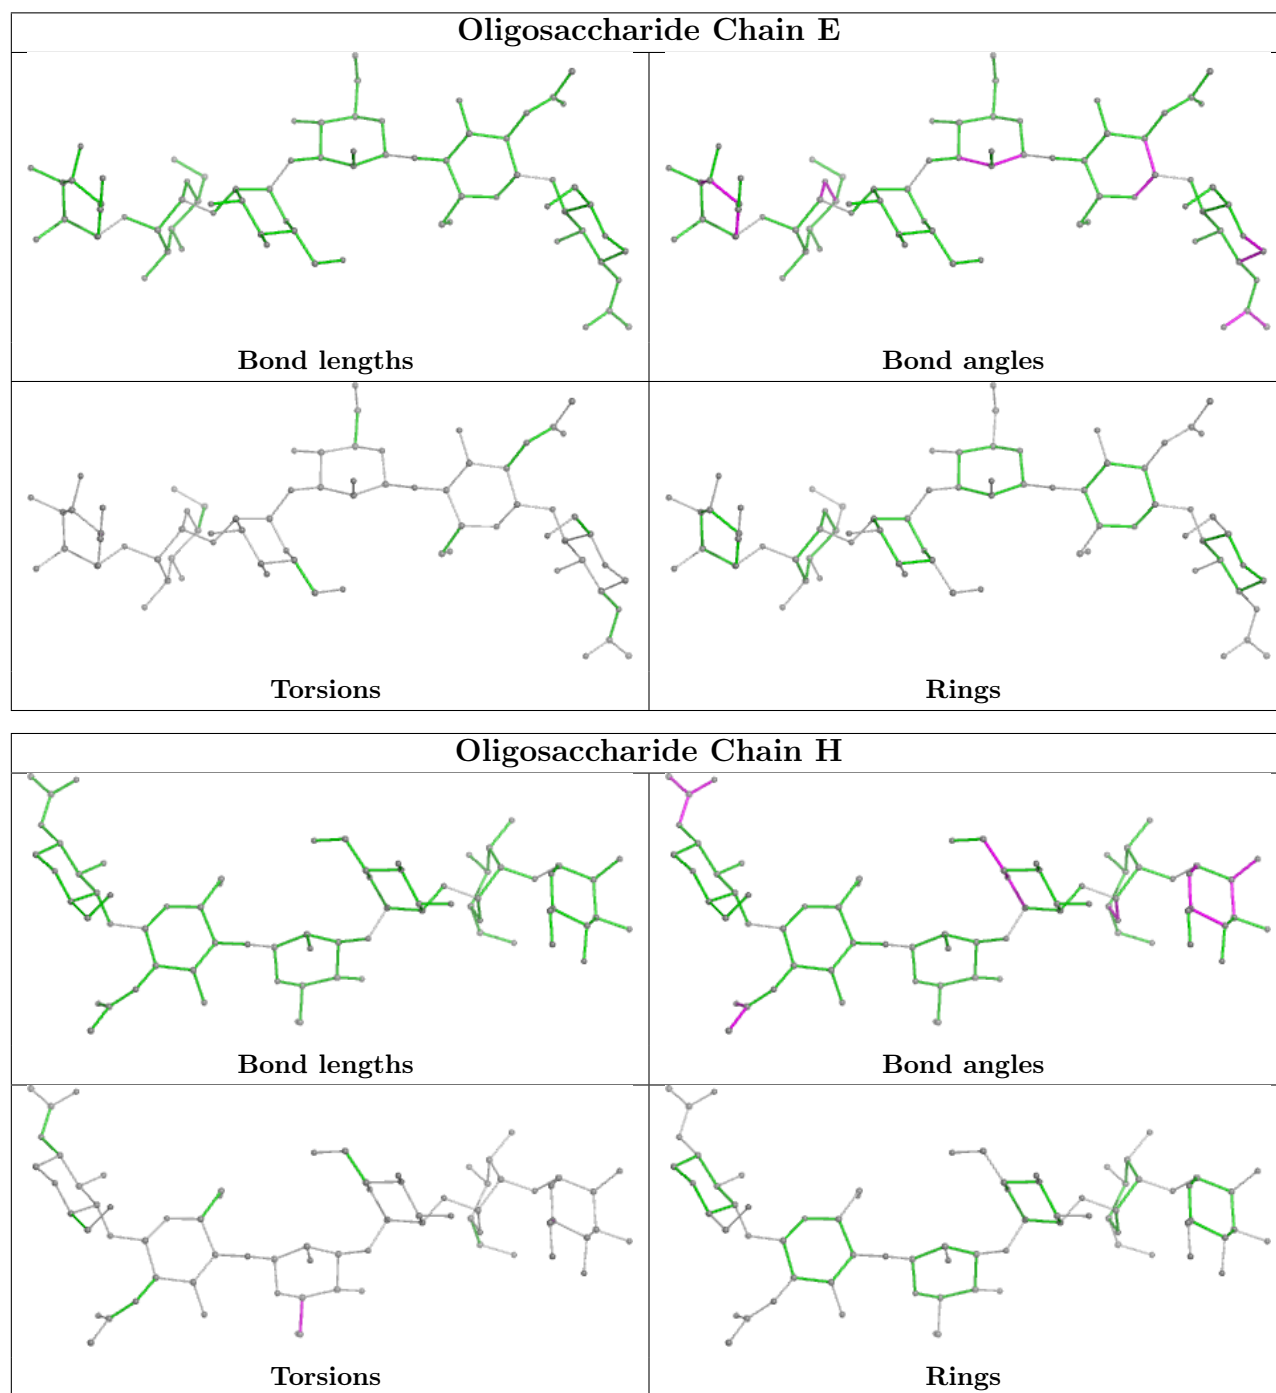 Oligosaccharide Chain E
Bond lengths
Bond angles
Torsions
Rings
Oligosaccharide Chain H
Bond lengths
Bond angles
Torsions
Rings